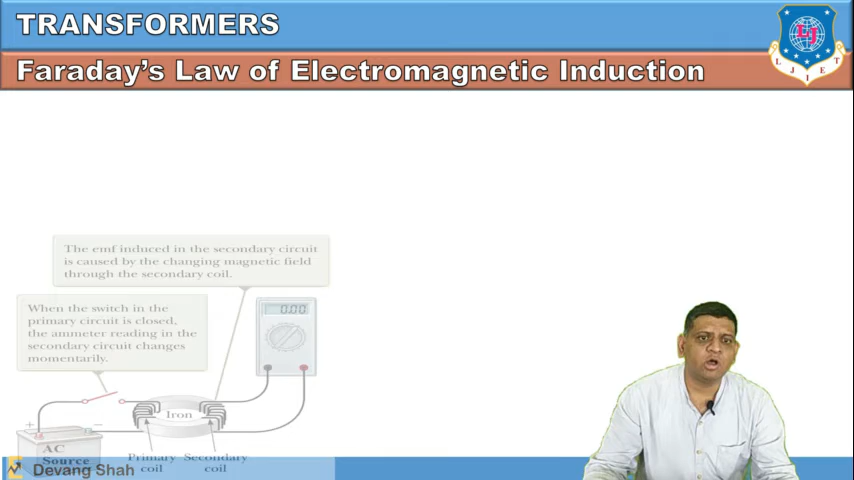 TRANSFORMERS
Faraday's Law of Electromagnetic Induction
LJ
L J I E T
The emf induced in the secondary circuit
is caused by the changing magnetic field
through the secondary coil.
When the switch in the
primary circuit is closed,
the ammeter reading in the
secondary circuit changes
momentarily.
0.00
Iron
+ −
AC
Source
Primary
coil
Secondary
coil
Devang Shah